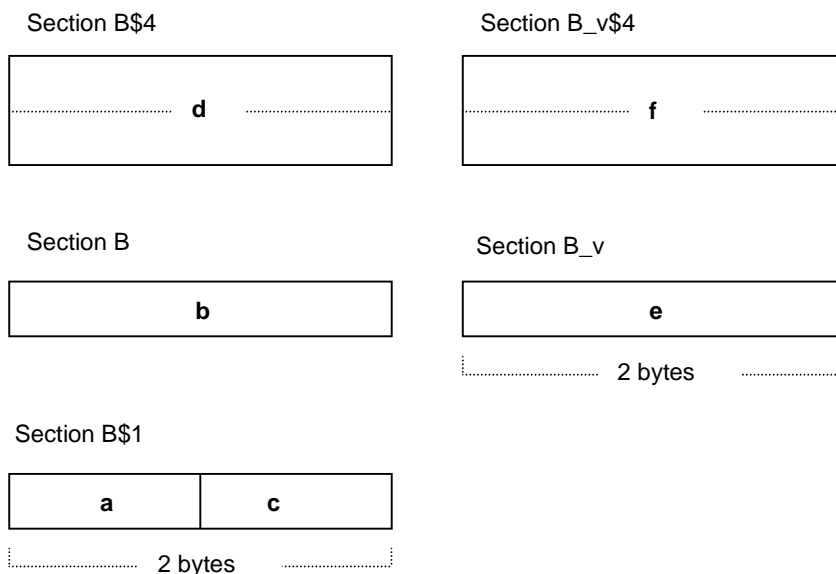 Section B$4
Section B_v$4
d
f
Section B
Section B_v
b
e
2 bytes
Section B$1
a
c
2 bytes